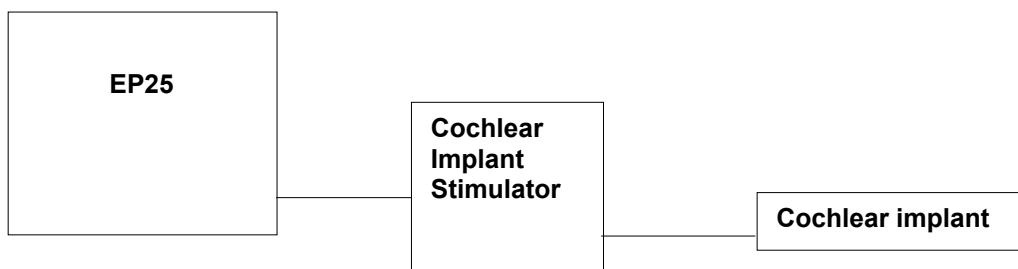 EP25
Cochlear
Implant
Stimulator
Cochlear implant